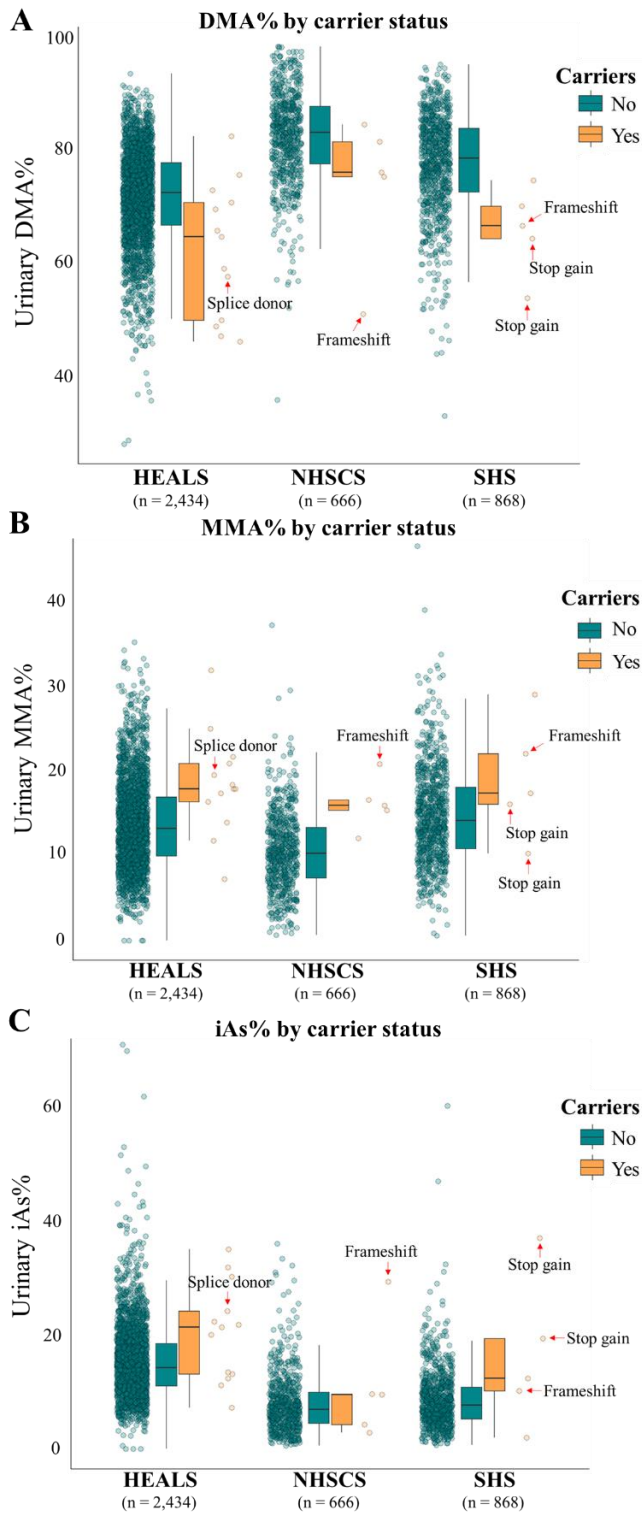 A
DMA% by carrier status
Carriers
No
Yes
Urinary DMA%
100
80
60
40
Splice donor
Frameshift
Frameshift
Stop gain
Stop gain
HEALS
NHSCS
SHS
(n = 2,434)
(n = 666)
(n = 868)
B
MMA% by carrier status
Carriers
No
Yes
Urinary MMA%
40
30
20
10
0
Splice donor
Frameshift
Frameshift
Stop gain
Stop gain
HEALS
NHSCS
SHS
(n = 2,434)
(n = 666)
(n = 868)
C
iAs% by carrier status
Carriers
No
Yes
Urinary iAs%
60
40
20
0
Splice donor
Frameshift
Stop gain
Stop gain
Frameshift
HEALS
NHSCS
SHS
(n = 2,434)
(n = 666)
(n = 868)